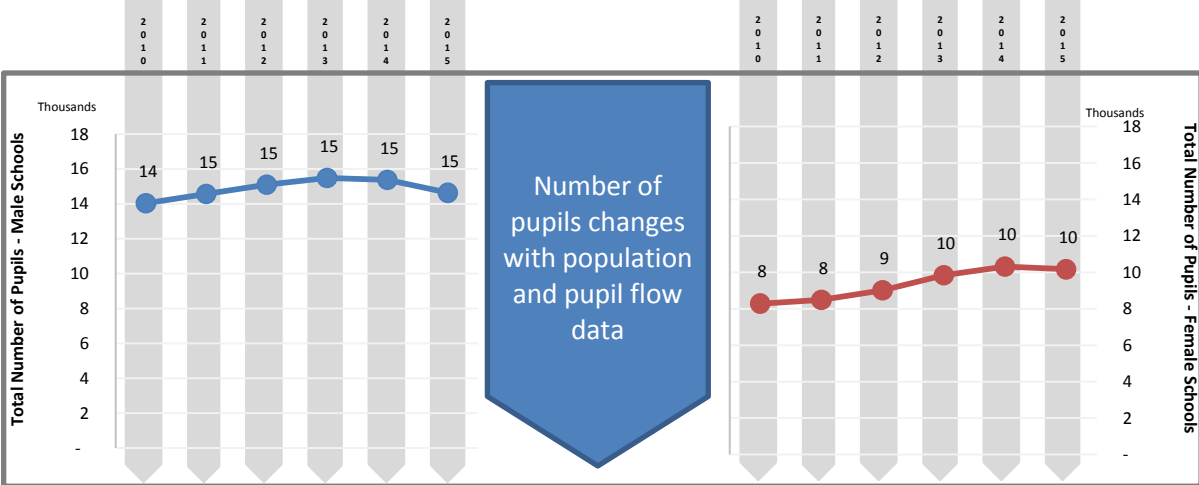 2010 2011 2012 2013 2014 2015
2010 2011 2012 2013 2014 2015
Total Number of Pupils - Male Schools
Thousands
18
16
14
12
10
8
6
4
2
-
14 15 15 15 15 15
Number of
pupils changes
with population
and pupil flow
data
8 8 9 10 10 10
Thousands
18
16
14
12
10
8
6
4
2
-
Total Number of Pupils - Female Schools